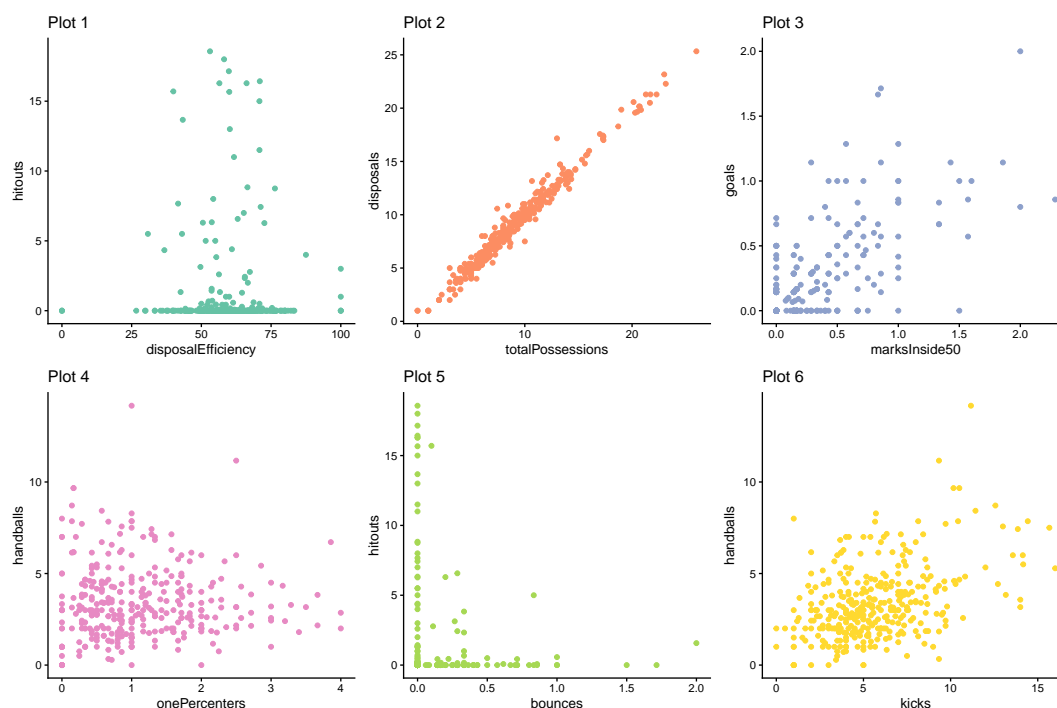 Plot 1
Plot 2
Plot 3
hitouts
15
10
5
0
0
25
50
75
100
disposalEfficiency
disposals
25
20
15
10
5
0
0
10
20
totalPossessions
goals
2.0
1.5
1.0
0.5
0.0
0.0
0.5
1.0
1.5
2.0
marksInside50
Plot 4
Plot 5
Plot 6
handballs
10
5
0
0
1
2
3
4
onePercenters
hitouts
15
10
5
0
0.0
0.5
1.0
1.5
2.0
bounces
handballs
10
5
0
0
5
10
15
kicks